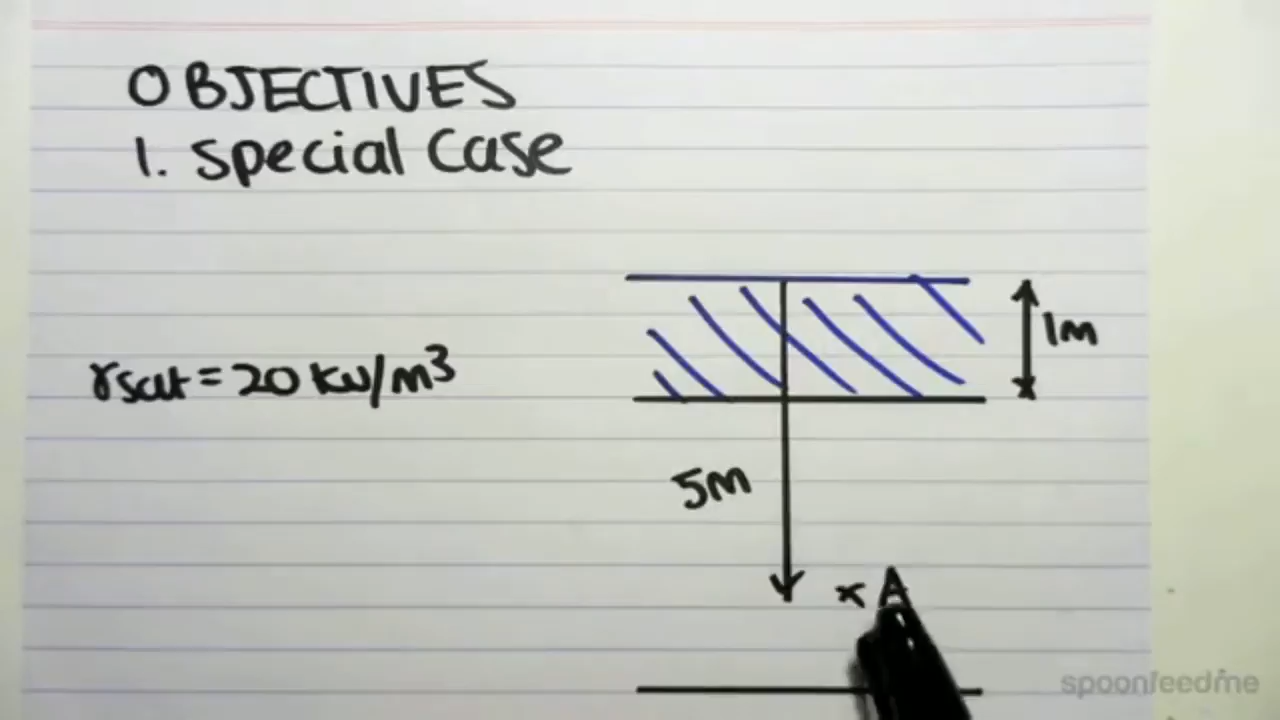 OBJECTIVES
1. Special Case
γsat = 20 kN/m³
1m
5m
x A
spoonfeedme